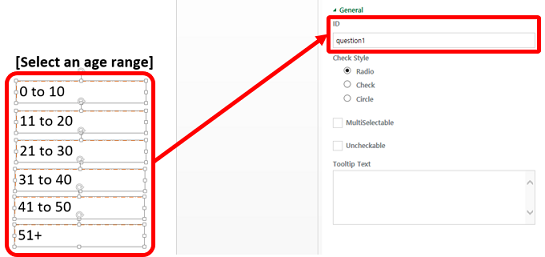 [Select an age range]
0 to 10
11 to 20
21 to 30
31 to 40
41 to 50
51+
General
ID
question1
Check Style
Radio
Check
Circle
MultiSelectable
Uncheckable
Tooltip Text